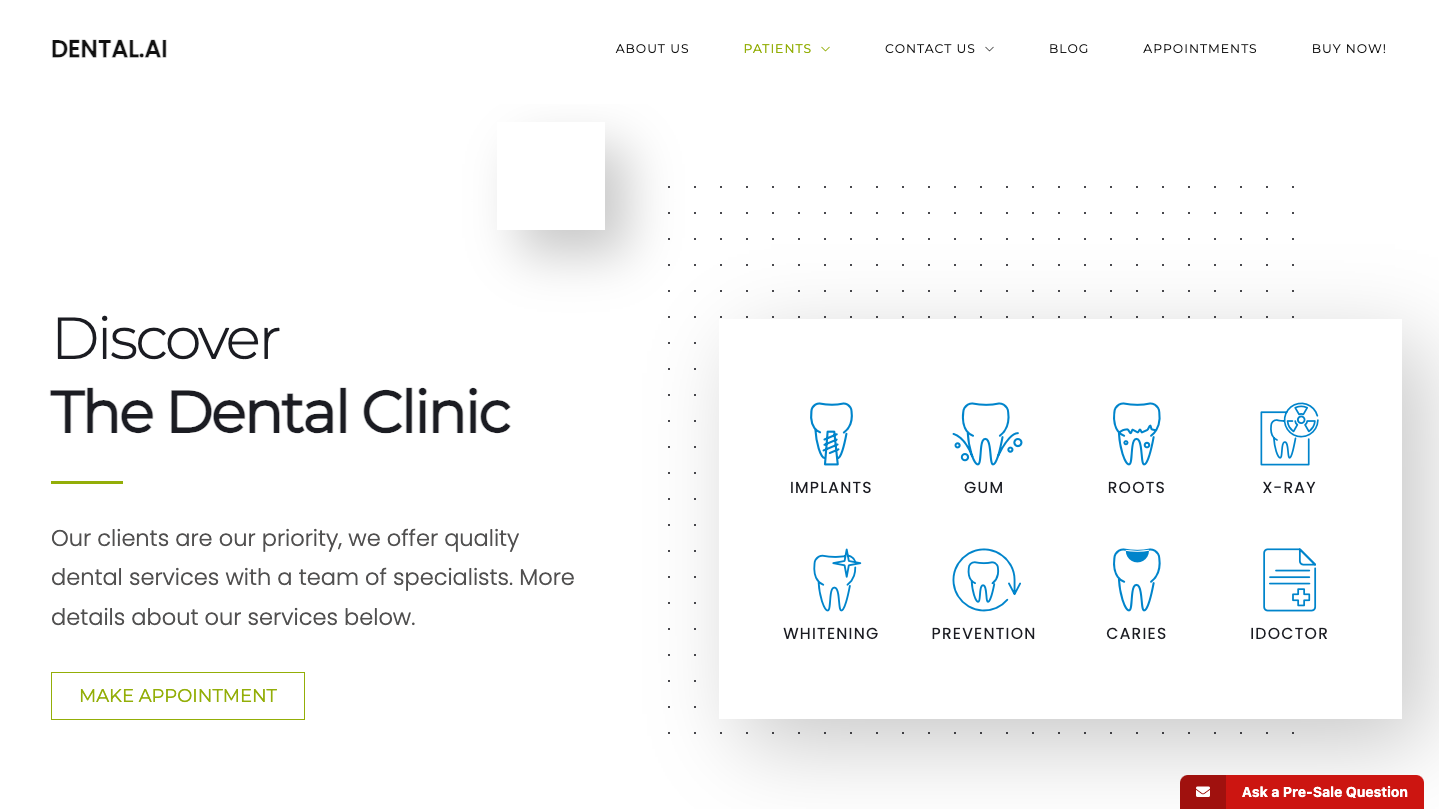 DENTAL.AI
ABOUT US
PATIENTS
CONTACT US
BLOG
APPOINTMENTS
BUY NOW!
Discover
The Dental Clinic
Our clients are our priority, we offer quality
dental services with a team of specialists. More
details about our services below.
MAKE APPOINTMENT
IMPLANTS
GUM
ROOTS
X-RAY
WHITENING
PREVENTION
CARIES
IDOCTOR
Ask a Pre-Sale Question